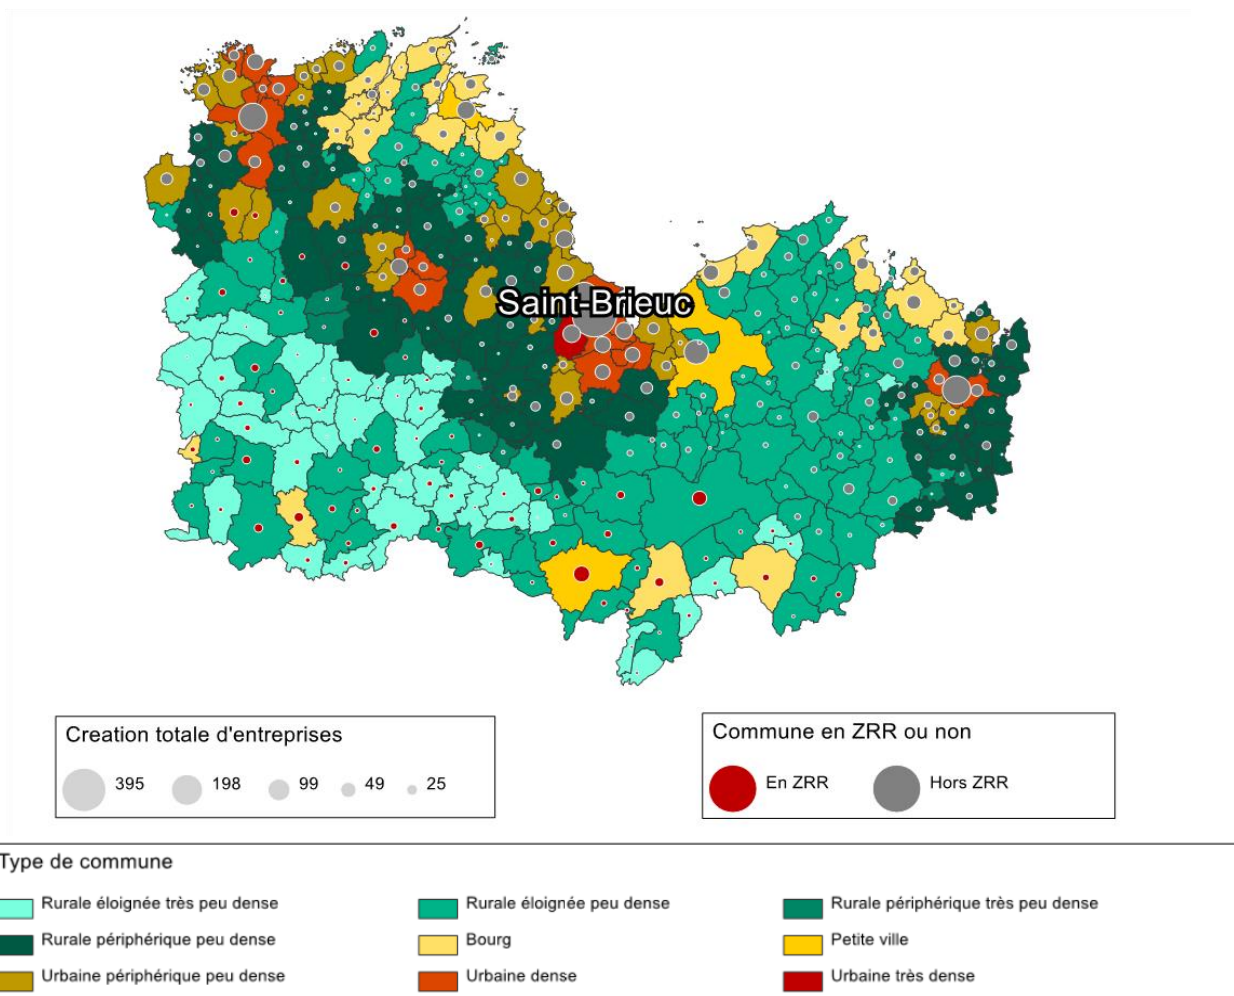 Saint-Brieuc
Creation totale d'entreprises
395 198 99 49 25
Commune en ZRR ou non
En ZRR Hors ZRR
Type de commune
Rurale éloignée très peu dense Rurale éloignée peu dense Rurale périphérique très peu dense
Rurale périphérique peu dense Bourg Petite ville
Urbaine périphérique peu dense Urbaine dense Urbaine très dense